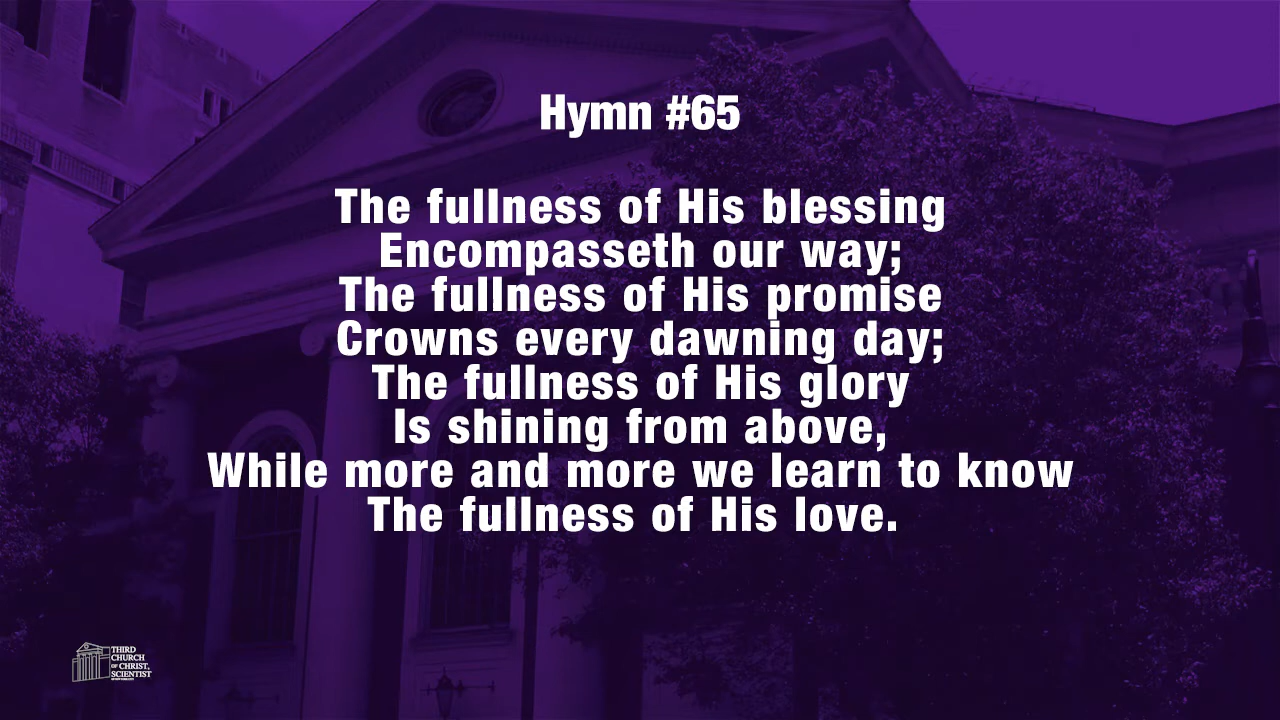 Hymn #65
The fullness of His blessing
Encompasseth our way;
The fullness of His promise
Crowns every dawning day;
The fullness of His glory
Is shining from above,
While more and more we learn to know
The fullness of His love.
THIRD
CHURCH
OF CHRIST,
SCIENTIST